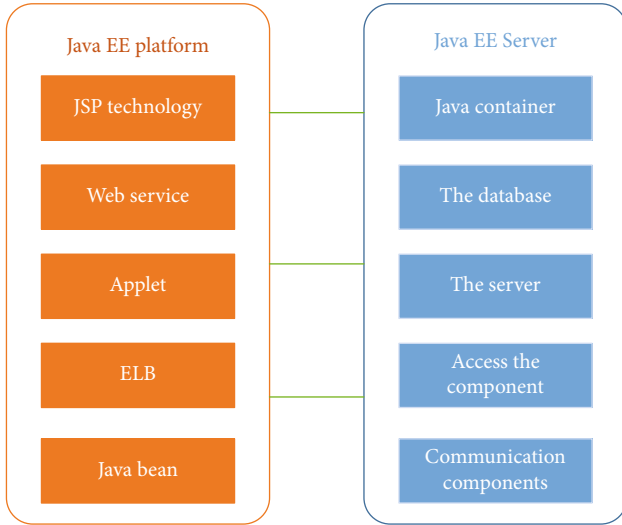 Java EE platform
JSP technology
Web service
Applet
ELB
Java bean
Java EE Server
Java container
The database
The server
Access the
component
Communication
components